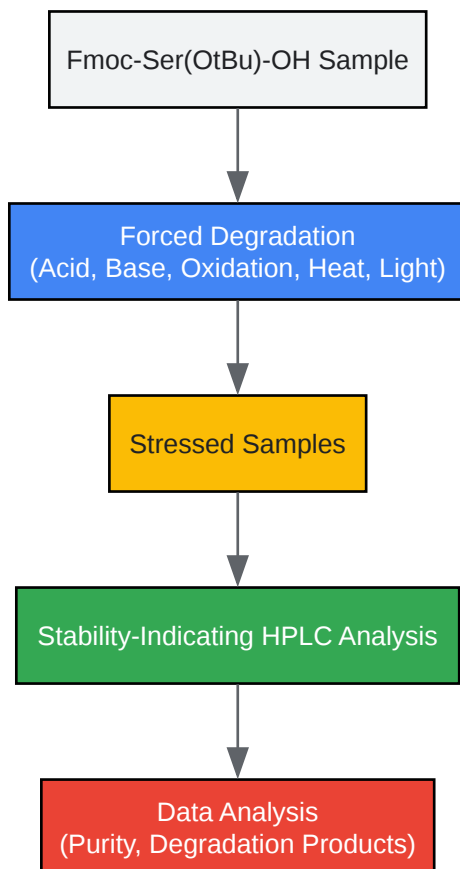 Fmoc-Ser(OtBu)-OH Sample
Forced Degradation
(Acid, Base, Oxidation, Heat, Light)
Stressed Samples
Stability-Indicating HPLC Analysis
Data Analysis
(Purity, Degradation Products)